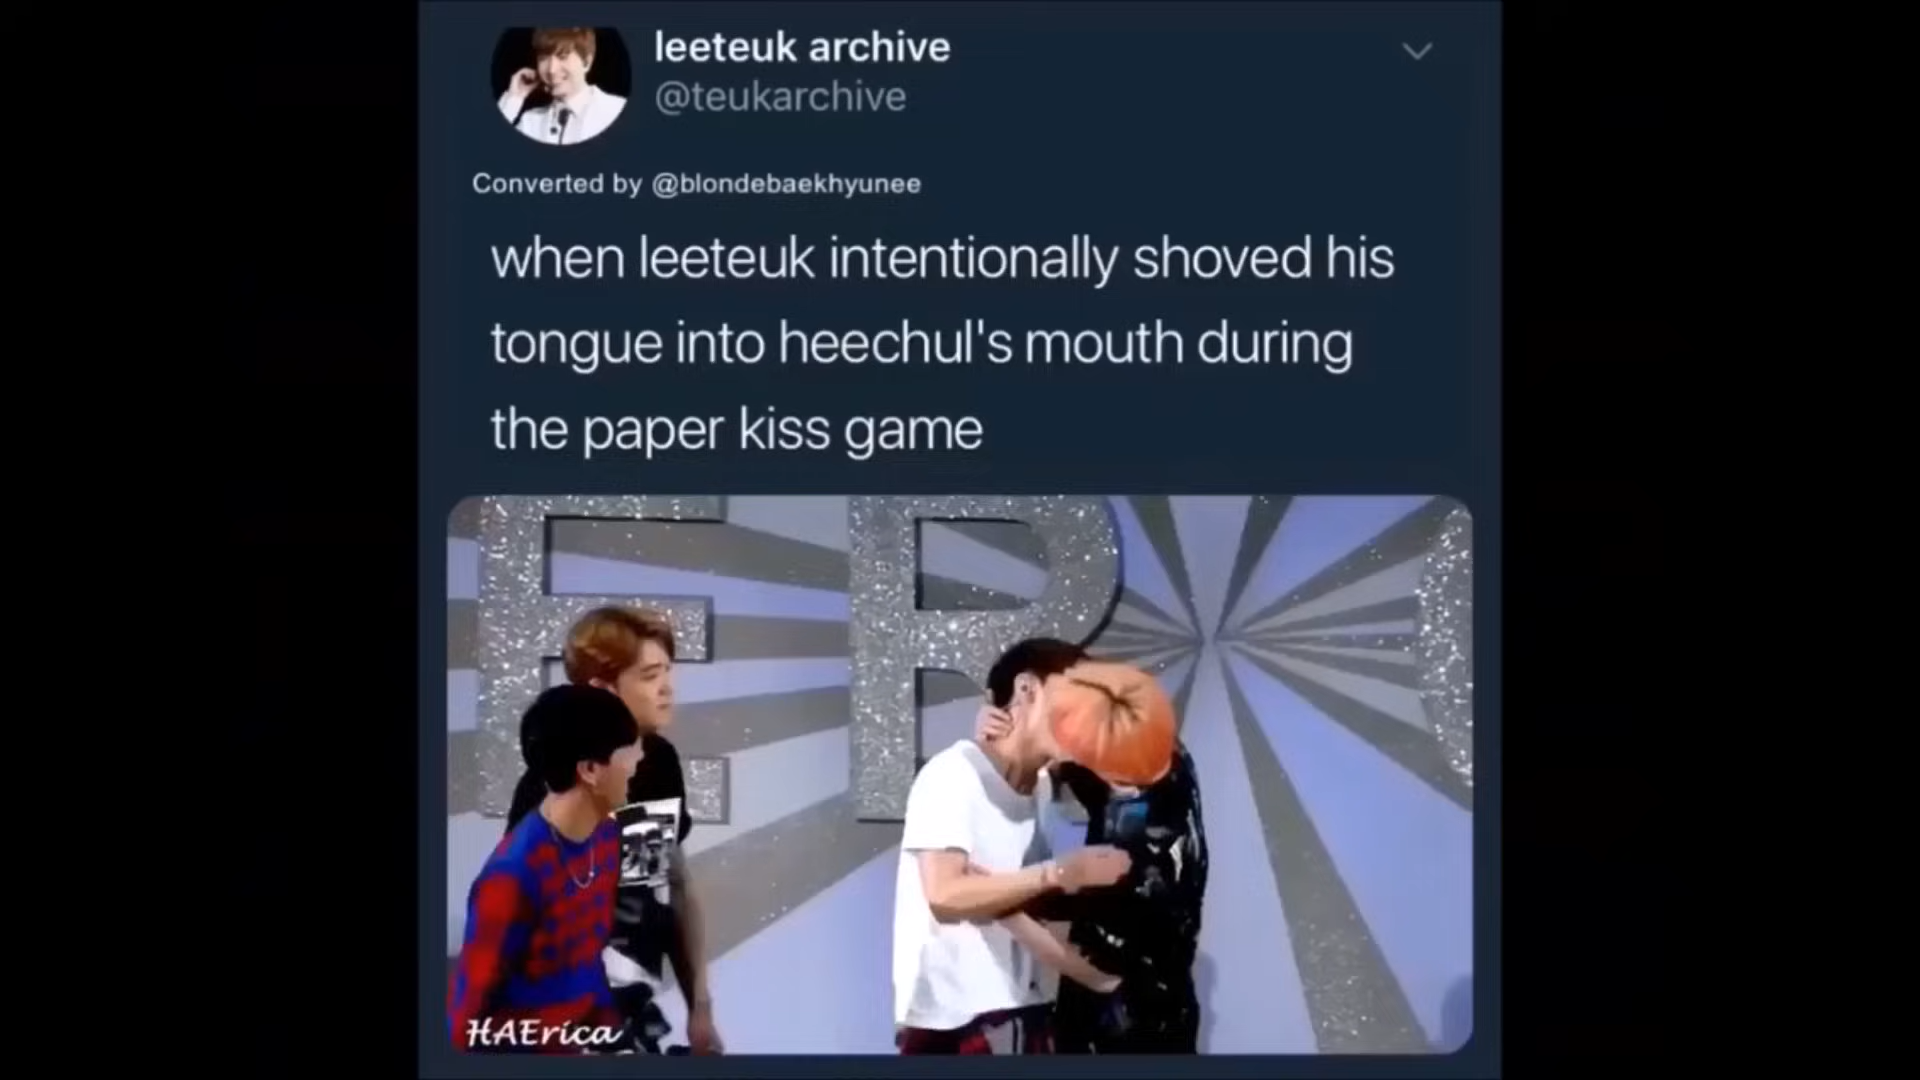 leeteuk archive
@teukarchive
Converted by @blondebaekhyunee
when leeteuk intentionally shoved his
tongue into heechul's mouth during
the paper kiss game
E R
HAErica